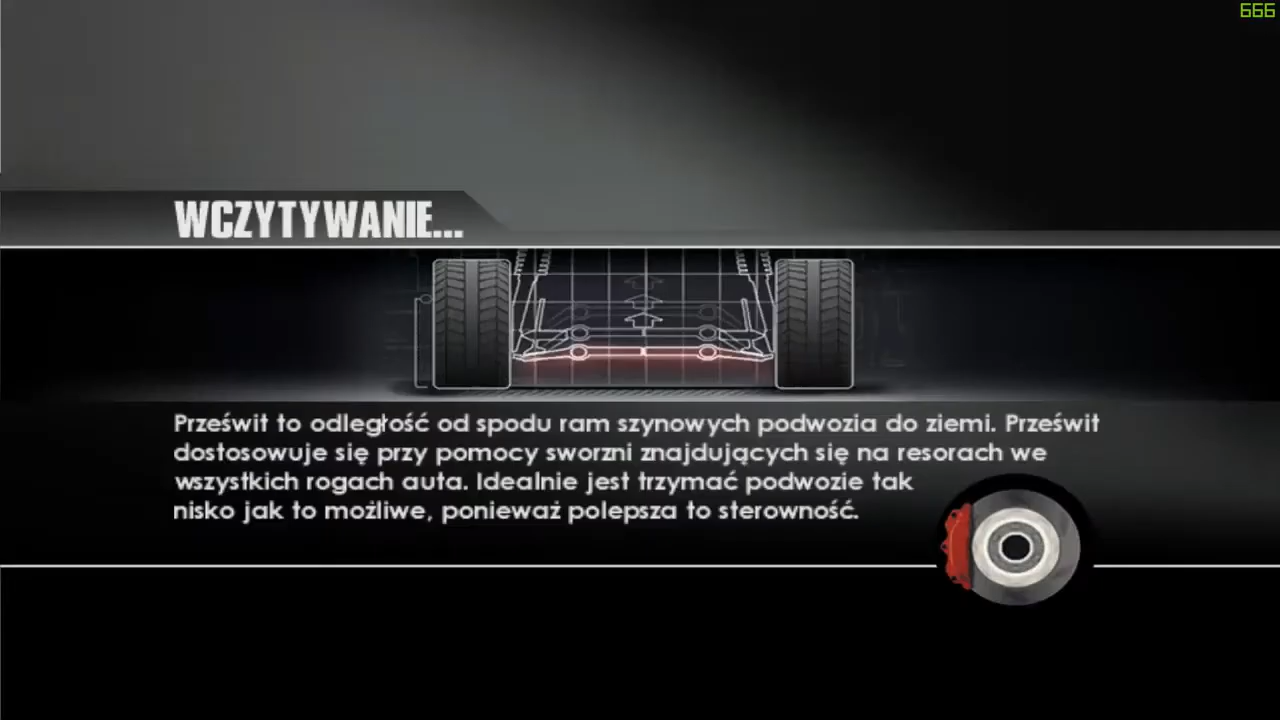 666
WCZYTYWANIE...
Prześwit to odległość od spodu ram szynowych podwozia do ziemi. Prześwit
dostosowuje się przy pomocy sworzni znajdujących się na resorach we
wszystkich rogach auta. Idealnie jest trzymać podwozie tak
nisko jak to możliwe, ponieważ polepsza to sterowność.